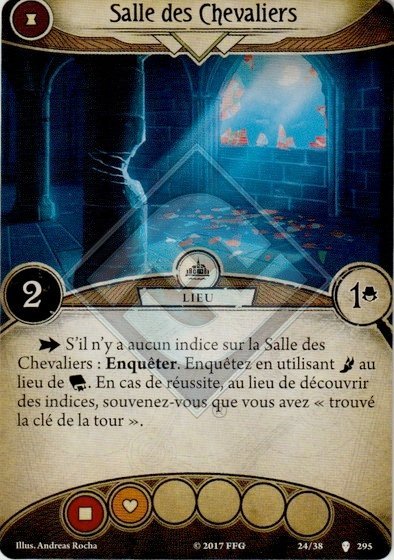 Salle des Chevaliers
2
LIEU
1
S'il n'y a aucun indice sur la Salle des
Chevaliers : Enquêter. Enquêtez en utilisant au
lieu de . En cas de réussite, au lieu de découvrir
des indices, souvenez-vous que vous avez « trouvé
la clé de la tour ».
Illus. Andreas Rocha © 2017 FFG 24/38 295